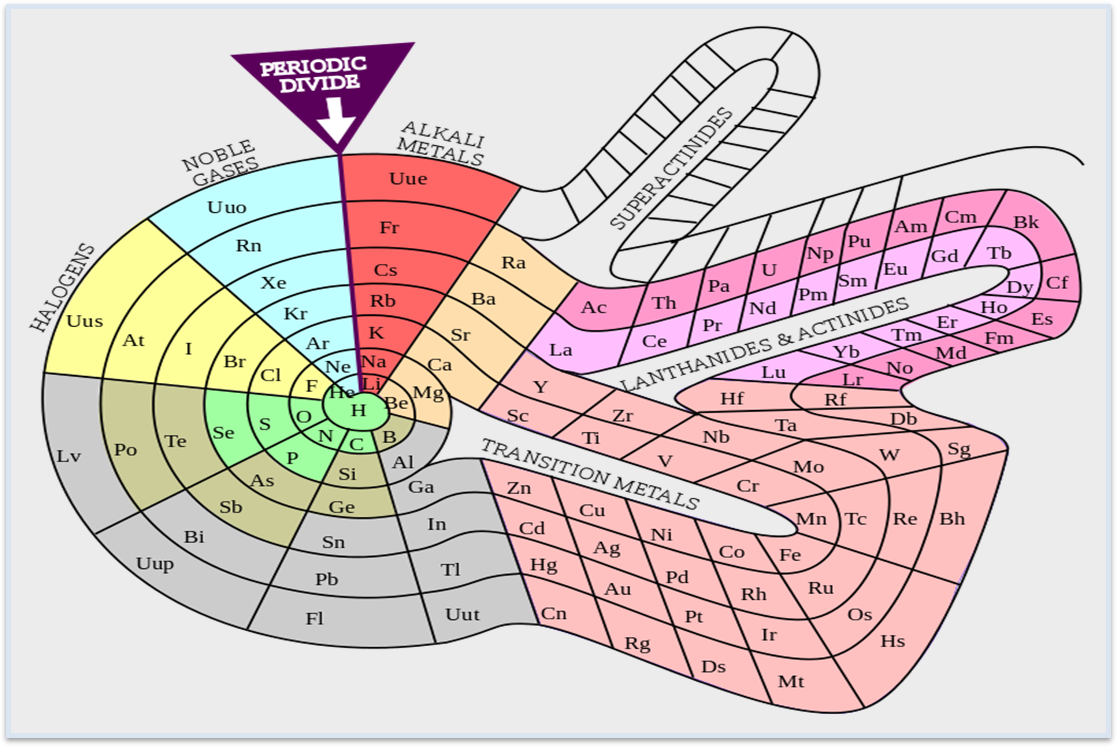 PERIODIC
DIVIDE
NOBLE
GASES
ALKALI
METALS
HALOGENS
SUPERACTINIDES
LANTHANIDES & ACTINIDES
TRANSITION METALS
Uue
Fr
Cs
Rb
K
Na
Li
H
Uuo
Rn
Xe
Kr
Ar
Ne
He
Uus
At
I
Br
Cl
F
Lv
Po
Te
Se
S
O
Uup
Bi
Sb
As
P
N
Fl
Pb
Sn
Ge
Si
C
Uut
Tl
In
Ga
Al
B
Ra
Ba
Sr
Ca
Mg
Be
Ac
Th
Pa
U
Np
Pu
Am
Cm
Bk
Cf
Es
Fm
Md
No
Lr
La
Ce
Pr
Nd
Pm
Sm
Eu
Gd
Tb
Dy
Ho
Er
Tm
Yb
Lu
Y
Sc
Zr
Ti
Hf
Rf
Ta
Db
Nb
V
Sg
W
Mo
Cr
Mn
Tc
Re
Bh
Zn
Cu
Ni
Co
Fe
Cd
Ag
Pd
Rh
Ru
Hg
Au
Pt
Ir
Os
Cn
Rg
Ds
Mt
Hs